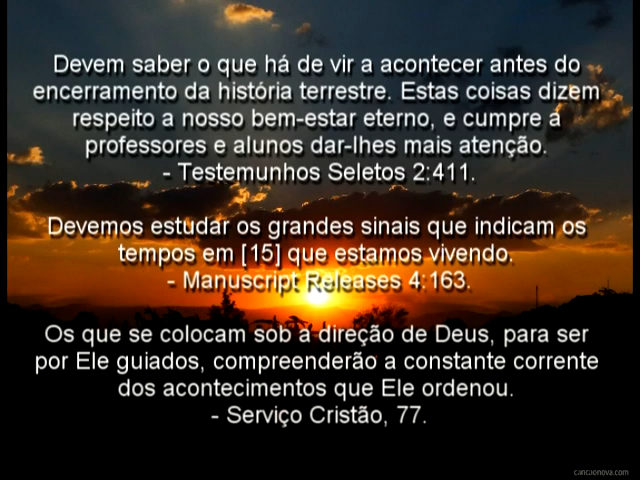 Devem saber o que há de vir a acontecer antes do
encerramento da história terrestre. Estas coisas dizem
respeito a nosso bem-estar eterno, e cumpre a
professores e alunos dar-lhes mais atenção.
- Testemunhos Seletos 2:411.
Devemos estudar os grandes sinais que indicam os
tempos em [15] que estamos vivendo.
- Manuscript Releases 4:163.
Os que se colocam sob a direção de Deus, para ser
por Ele guiados, compreenderão a constante corrente
dos acontecimentos que Ele ordenou.
- Serviço Cristão, 77.
cancaonova.com